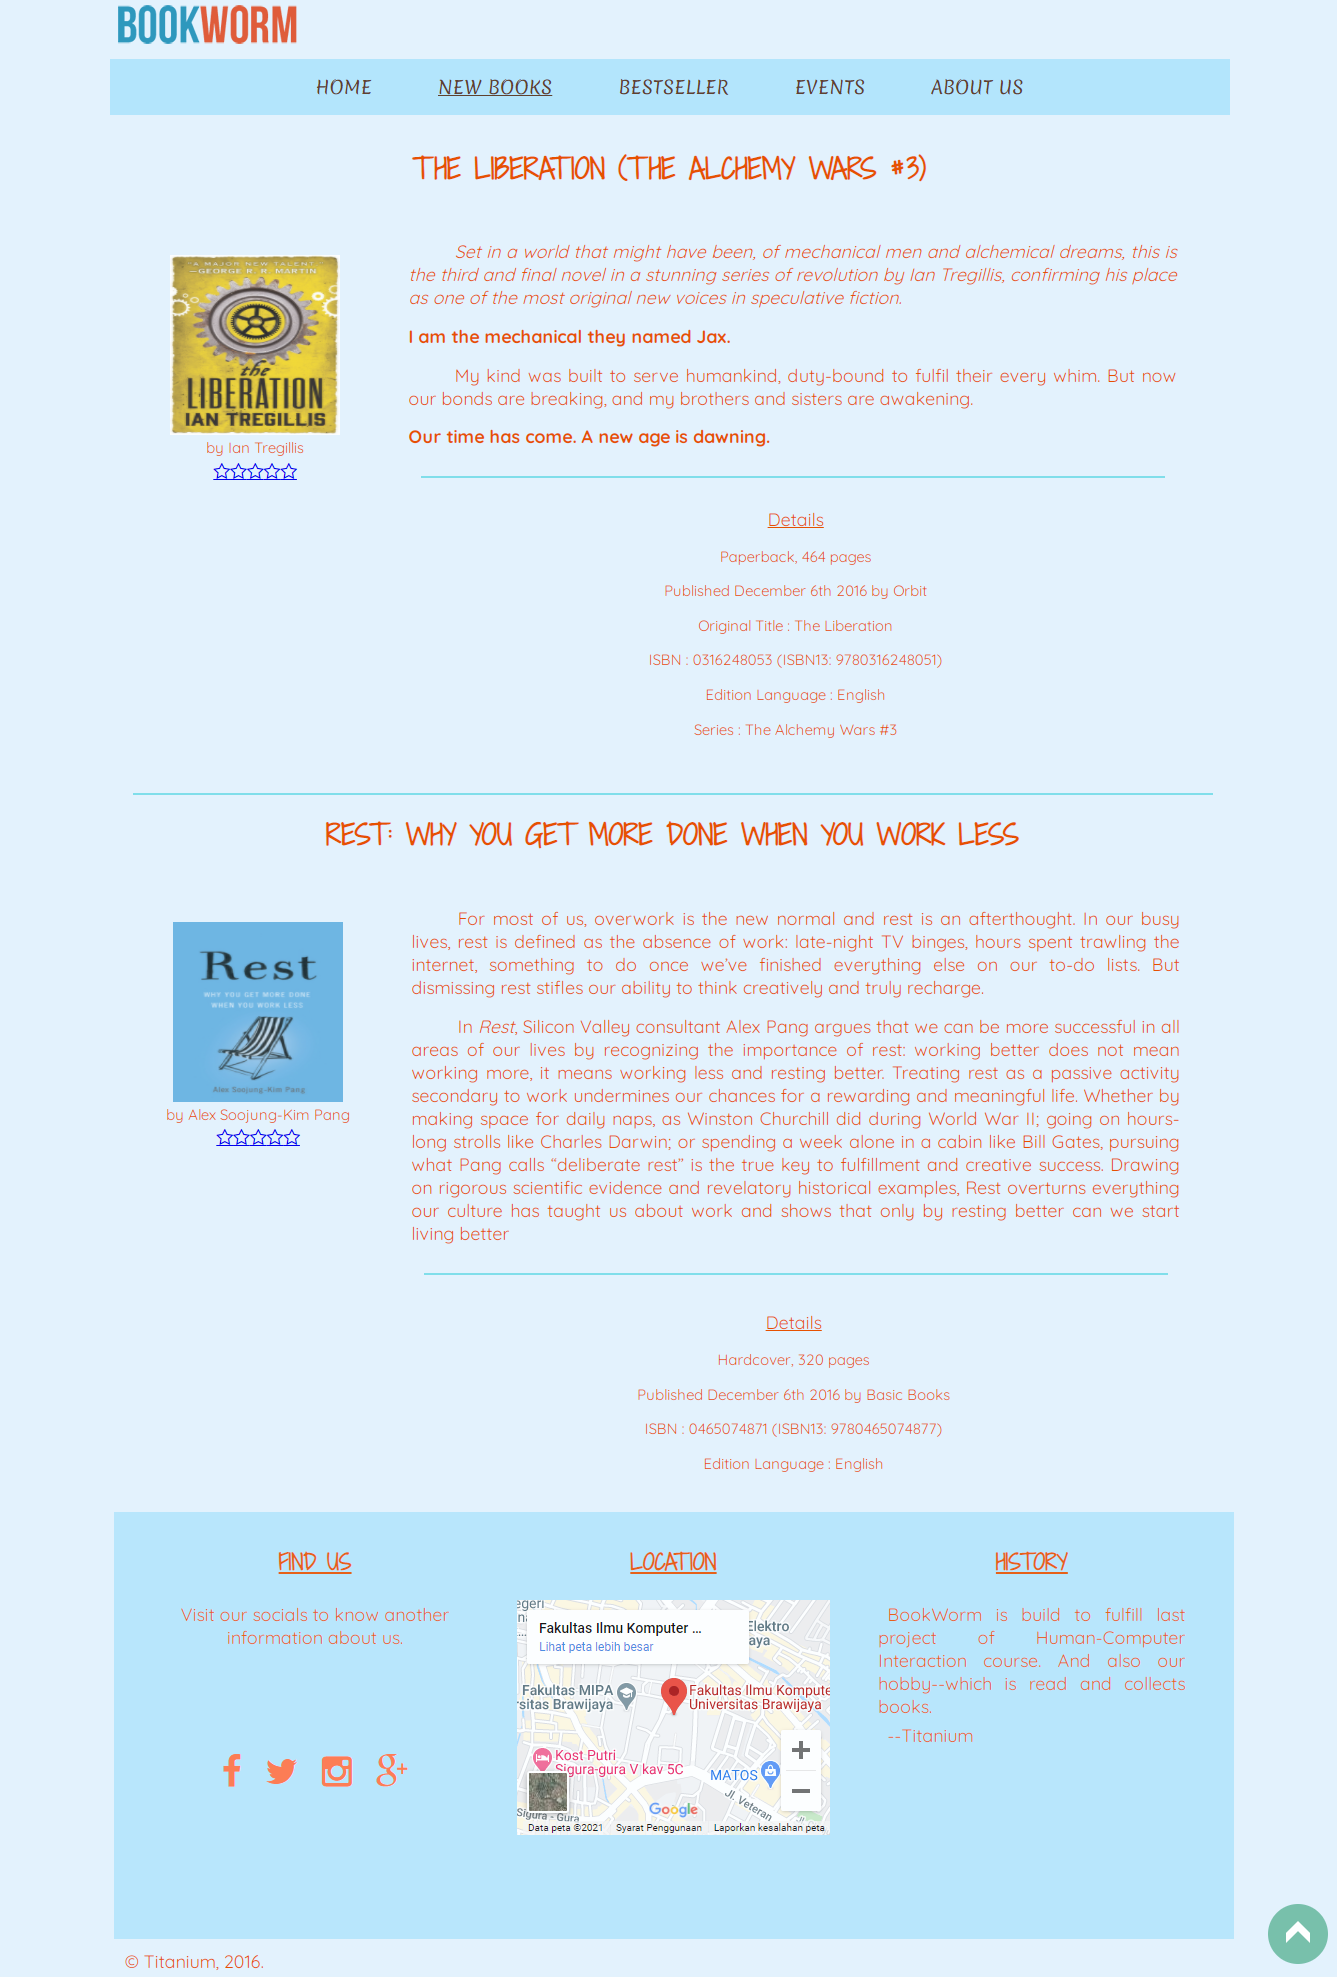 BOOKWORM
HOME NEW BOOKS BESTSELLER EVENTS ABOUT US
THE LIBERATION (THE ALCHEMY WARS #3)
A MAJOR NEW TALENT
—GEORGE R. R. MARTIN
the
LIBERATION
IAN TREGILLIS
by Ian Tregillis
Set in a world that might have been, of mechanical men and alchemical dreams, this is
the third and final novel in a stunning series of revolution by Ian Tregillis, confirming his place
as one of the most original new voices in speculative fiction.
I am the mechanical they named Jax.
My kind was built to serve humankind, duty-bound to fulfil their every whim. But now
our bonds are breaking, and my brothers and sisters are awakening.
Our time has come. A new age is dawning.
Details
Paperback, 464 pages
Published December 6th 2016 by Orbit
Original Title : The Liberation
ISBN : 0316248053 (ISBN13: 9780316248051)
Edition Language : English
Series : The Alchemy Wars #3
REST: WHY YOU GET MORE DONE WHEN YOU WORK LESS
Rest
WHY YOU GET MORE DONE
WHEN YOU WORK LESS
Alex Soojung-Kim Pang
by Alex Soojung-Kim Pang
For most of us, overwork is the new normal and rest is an afterthought. In our busy
lives, rest is defined as the absence of work: late-night TV binges, hours spent trawling the
internet, something to do once we’ve finished everything else on our to-do lists. But
dismissing rest stifles our ability to think creatively and truly recharge.
In Rest, Silicon Valley consultant Alex Pang argues that we can be more successful in all
areas of our lives by recognizing the importance of rest: working better does not mean
working more, it means working less and resting better. Treating rest as a passive activity
secondary to work undermines our chances for a rewarding and meaningful life. Whether by
making space for daily naps, as Winston Churchill did during World War II; going on hours-
long strolls like Charles Darwin; or spending a week alone in a cabin like Bill Gates, pursuing
what Pang calls “deliberate rest” is the true key to fulfillment and creative success. Drawing
on rigorous scientific evidence and revelatory historical examples, Rest overturns everything
our culture has taught us about work and shows that only by resting better can we start
living better
Details
Hardcover, 320 pages
Published December 6th 2016 by Basic Books
ISBN : 0465074871 (ISBN13: 9780465074877)
Edition Language : English
FIND US
Visit our socials to know another
information about us.
LOCATION
egeri
Fakultas Ilmu Komputer ...
Lihat peta lebih besar
Elektro
aya
Fakultas MIPA
rsitas Brawijaya
Fakultas Ilmu Kompute
Universitas Brawijaya
Kost Putri
Sigura-gura V kav 5C
MATOS
Jl. Veteran
Sigura - Gura
Google
Data peta ©2021 Syarat Penggunaan Laporkan kesalahan peta
HISTORY
BookWorm is build to fulfill last
project of Human-Computer
Interaction course. And also our
hobby--which is read and collects
books.
--Titanium
© Titanium, 2016.